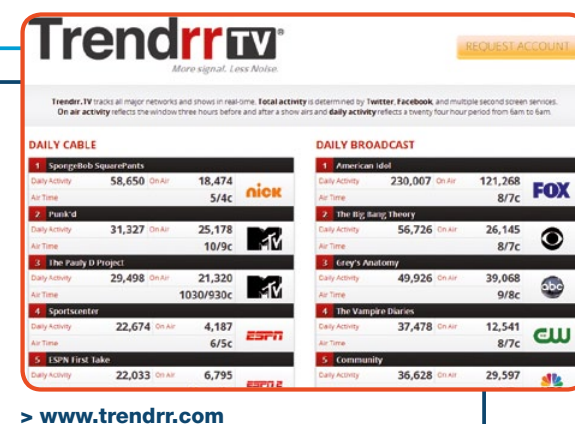 Trendrr TV®
More signal. Less Noise.
REQUEST ACCOUNT
Trendrr.TV tracks all major networks and shows in real-time. Total activity is determined by Twitter, Facebook, and multiple second screen services.
On air activity reflects the window three hours before and after a show airs and daily activity reflects a twenty four hour period from 6am to 6am.
DAILY CABLE
1 SpongeBob SquarePants
Daily Activity 58,650 On Air 18,474
Air Time 5/4c
nick
2 Punk'd
Daily Activity 31,327 On Air 25,178
Air Time 10/9c
MTV
3 The Pauly D Project
Daily Activity 29,498 On Air 21,320
Air Time 1030/930c
MTV
4 Sportscenter
Daily Activity 22,674 On Air 4,187
Air Time 6/5c
ESPN
5 ESPN First Take
Daily Activity 22,033 On Air 6,795
ESPN 2
DAILY BROADCAST
1 American Idol
Daily Activity 230,007 On Air 121,268
Air Time 8/7c
FOX
2 The Big Bang Theory
Daily Activity 56,726 On Air 26,145
Air Time 8/7c
3 Grey's Anatomy
Daily Activity 49,926 On Air 39,068
Air Time 9/8c
abc
4 The Vampire Diaries
Daily Activity 37,478 On Air 12,541
Air Time 8/7c
CW
5 Community
Daily Activity 36,628 On Air 29,597
> www.trendrr.com